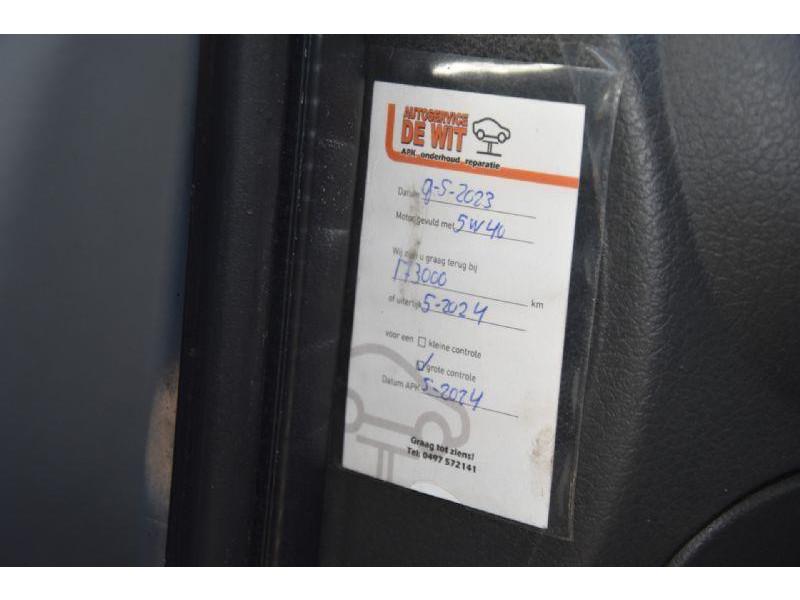 AUTOSERVICE
DE WIT
APK onderhoud reparatie
Datum 9-5-2023
Motor gevuld met 5W40
Wij zien u graag terug bij
173000 km
of uiterlijk 5-2024
voor een kleine controle
grote controle
Datum APK 5-2024
Graag tot ziens!
Tel: 0497 572141